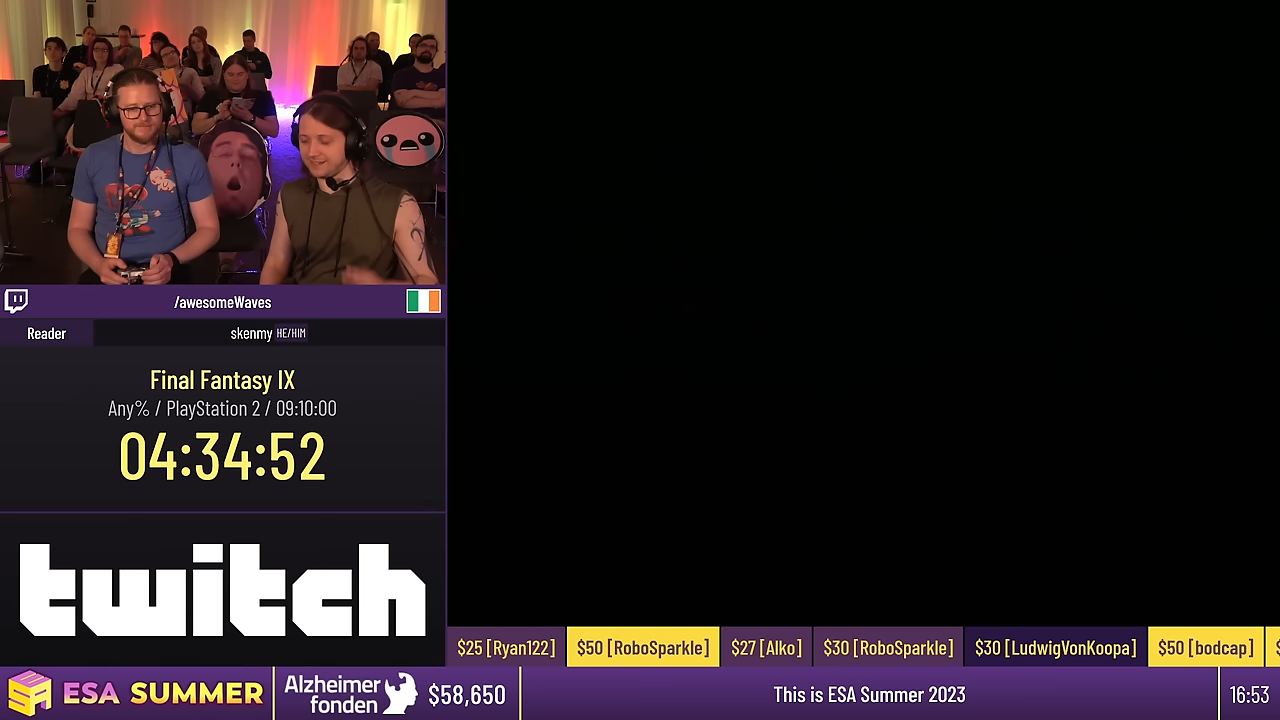 /awesomeWaves
Reader
skenmy HE/HIM
Final Fantasy IX
Any% / PlayStation 2 / 09:10:00
04:34:52
twitch
$25 [Ryan122]
$50 [RoboSparkle]
$27 [Alko]
$30 [RoboSparkle]
$30 [LudwigVonKoopa]
$50 [bodcap]
ESA SUMMER
Alzheimer
fonden
$58,650
This is ESA Summer 2023
16:53